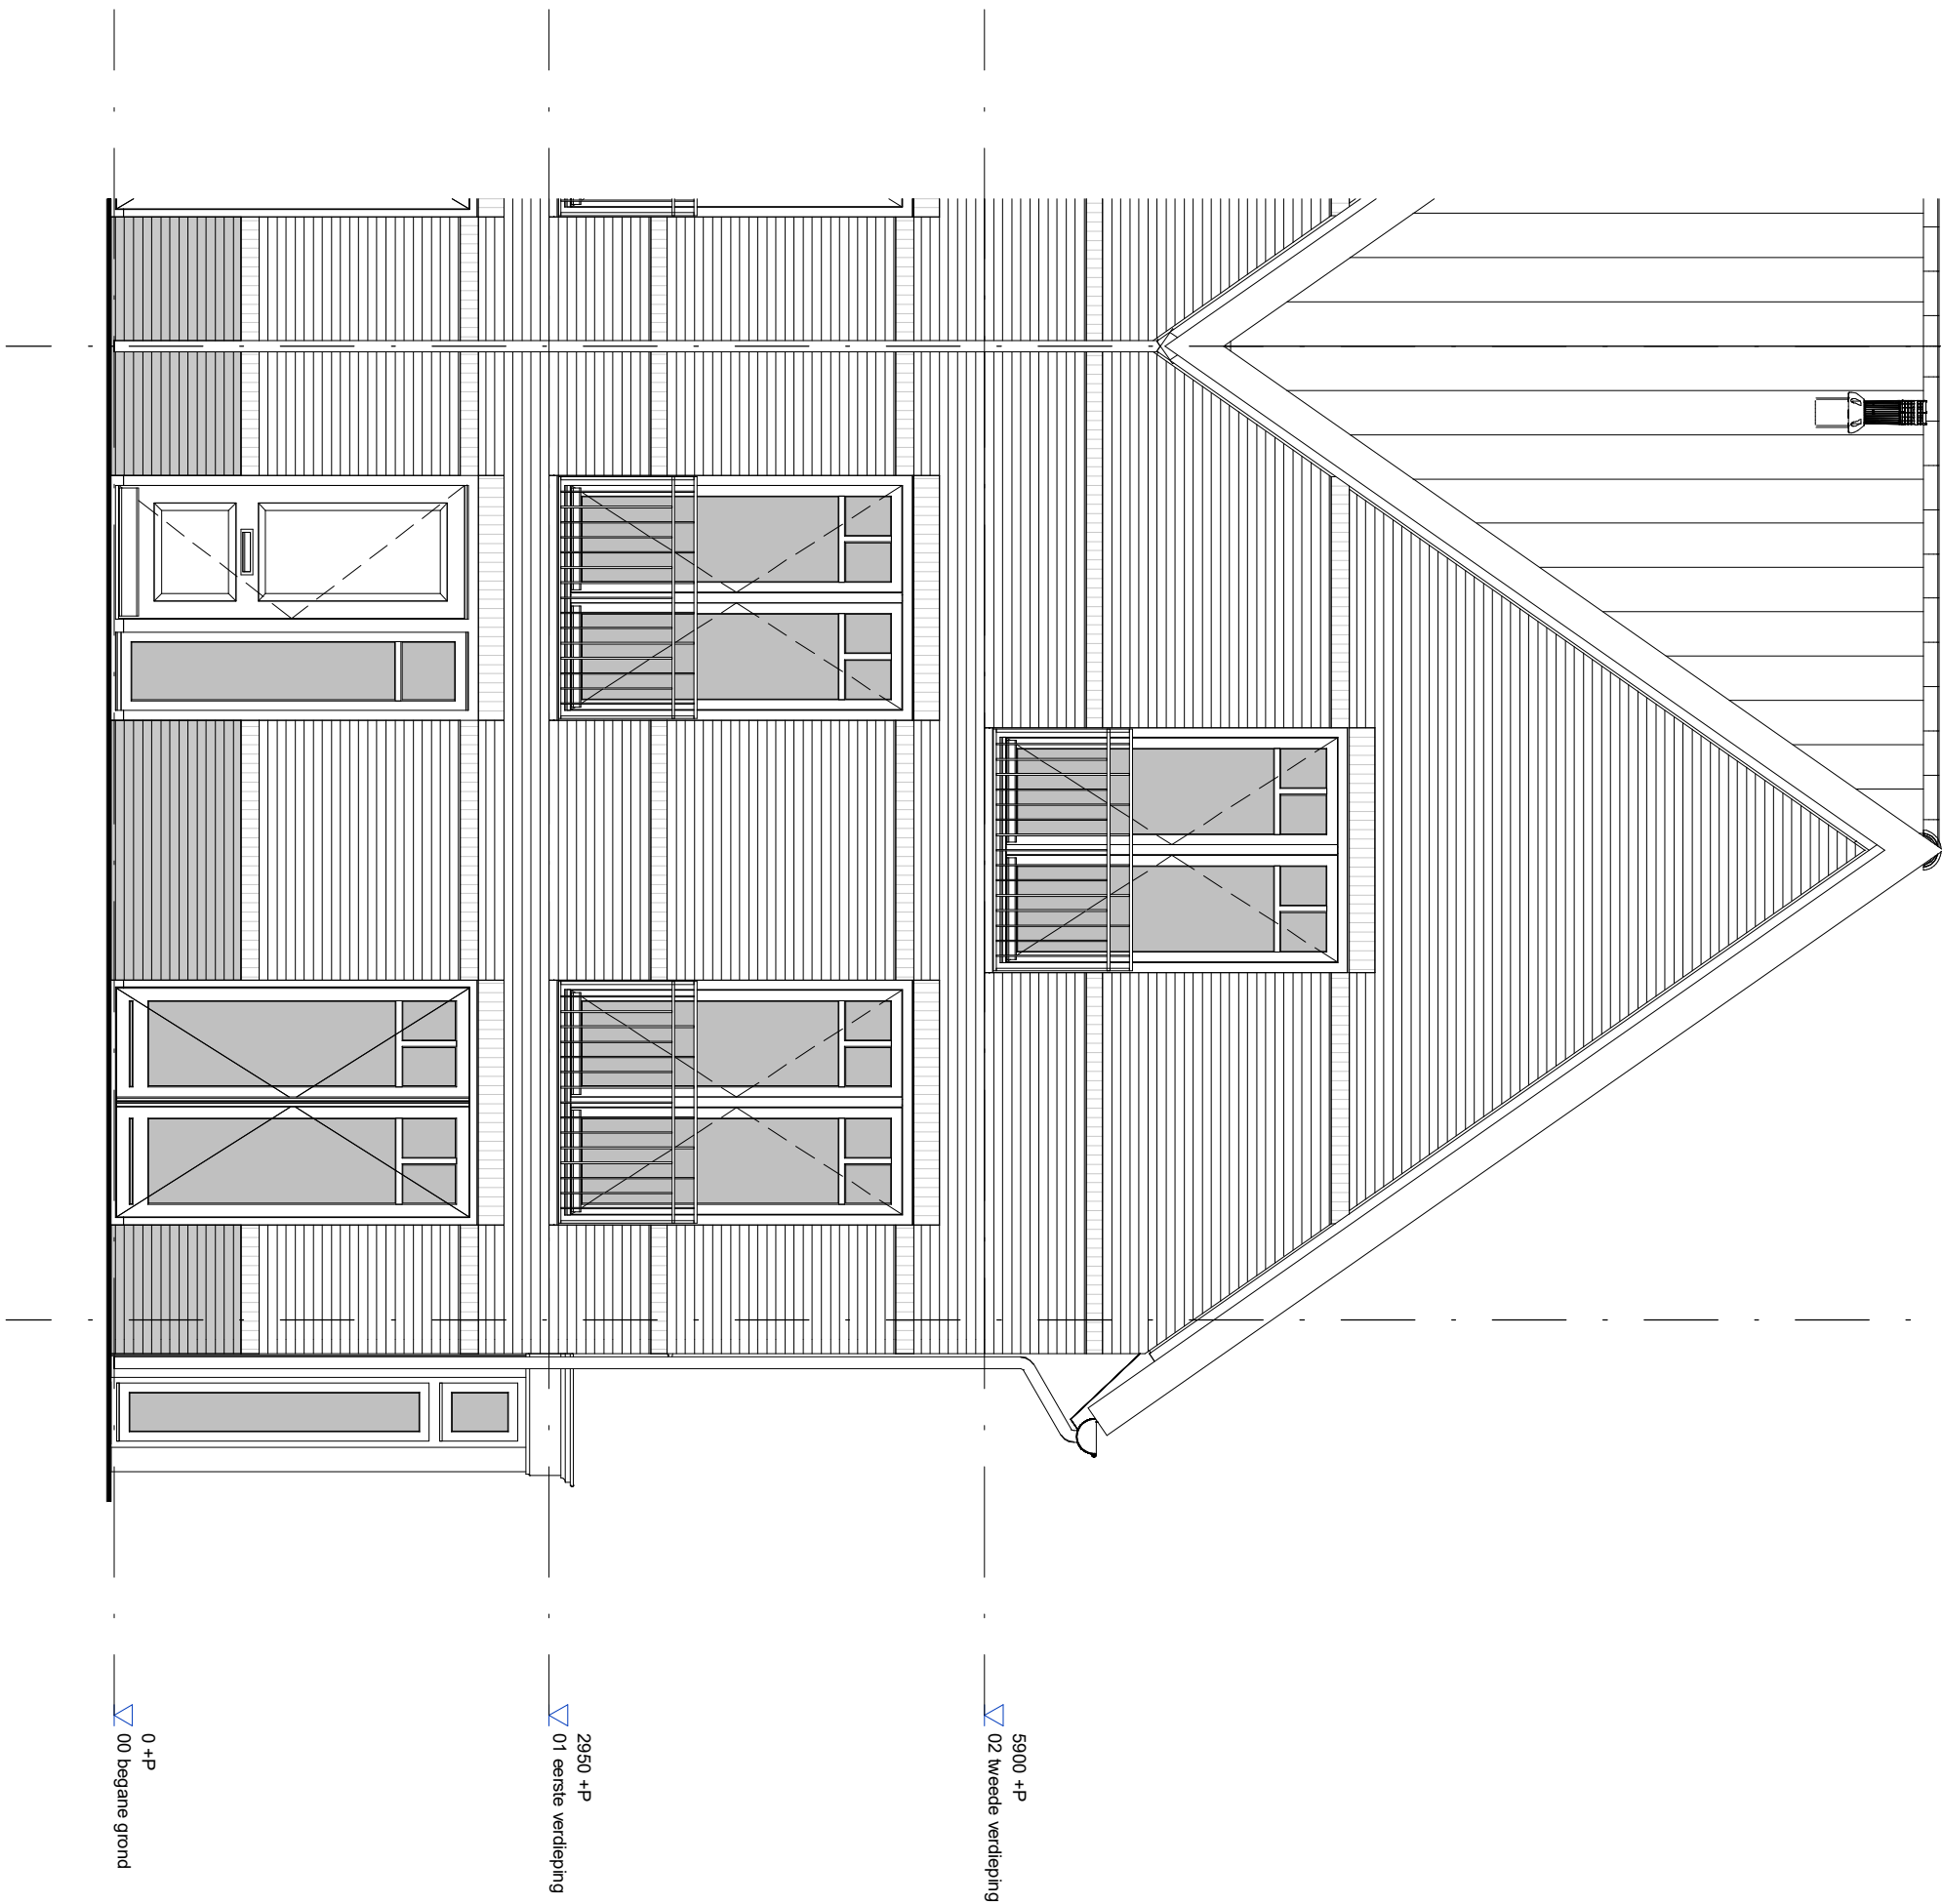 5900 +P
02 tweede verdieping
2950 +P
01 eerste verdieping
0 +P
00 begane grond